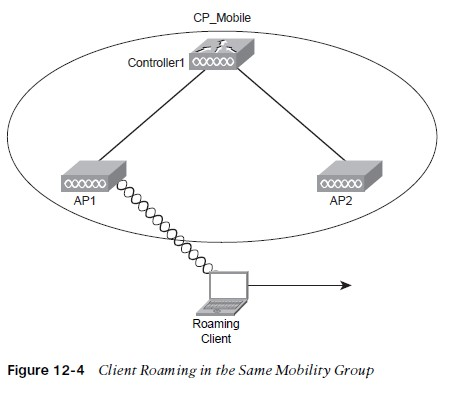 CP_Mobile
Controller1
AP1
AP2
Roaming
Client
Figure 12-4 Client Roaming in the Same Mobility Group